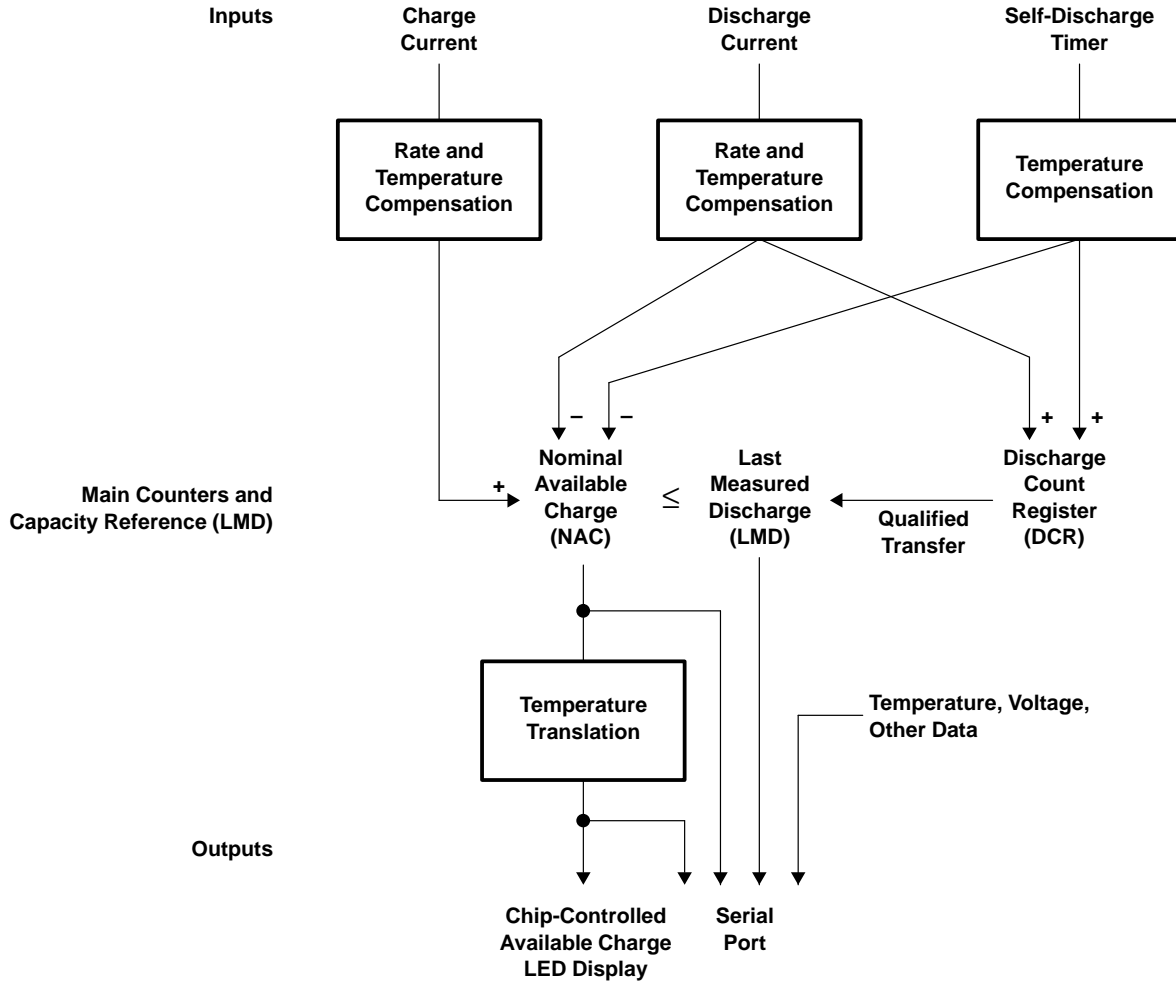 Inputs
Charge
Current
Discharge
Current
Self-Discharge
Timer
Rate and
Temperature
Compensation
Rate and
Temperature
Compensation
Temperature
Compensation
–
–
+
+
Main Counters and
Capacity Reference (LMD)
+
Nominal
Available
Charge
(NAC)
≤
Last
Measured
Discharge
(LMD)
Qualified
Transfer
Discharge
Count
Register
(DCR)
Temperature
Translation
Temperature, Voltage,
Other Data
Outputs
Chip-Controlled
Available Charge
LED Display
Serial
Port